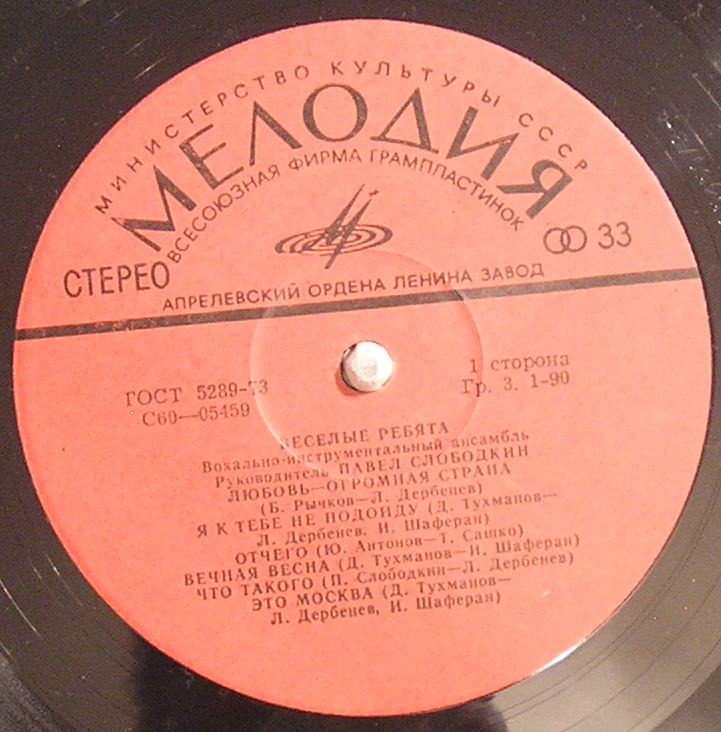 МИНИСТЕРСТВО КУЛЬТУРЫ СССР
МЕЛОДИЯ
ВСЕСОЮЗНАЯ ФИРМА ГРАМПЛАСТИНОК
СТЕРЕО
33
АПРЕЛЕВСКИЙ ОРДЕНА ЛЕНИНА ЗАВОД
ГОСТ 5289-73
С60—05459
1 сторона
Гр. 3. 1-90
ВЕСЕЛЫЕ РЕБЯТА
Вокально-инструментальный ансамбль
Руководитель ПАВЕЛ СЛОБОДКИН
ЛЮБОВЬ—ОГРОМНАЯ СТРАНА
(Б. Рычков—Л. Дербенев)
Я К ТЕБЕ НЕ ПОДОЙДУ (Д. Тухманов—
Л. Дербенев, И. Шаферан)
ОТЧЕГО (Ю. Антонов—Т. Сашко)
ВЕЧНАЯ ВЕСНА (Д. Тухманов—И. Шаферан)
ЧТО ТАКОГО (П. Слободкин—Л. Дербенев)
ЭТО МОСКВА (Д. Тухманов—
Л. Дербенев, И. Шаферан)